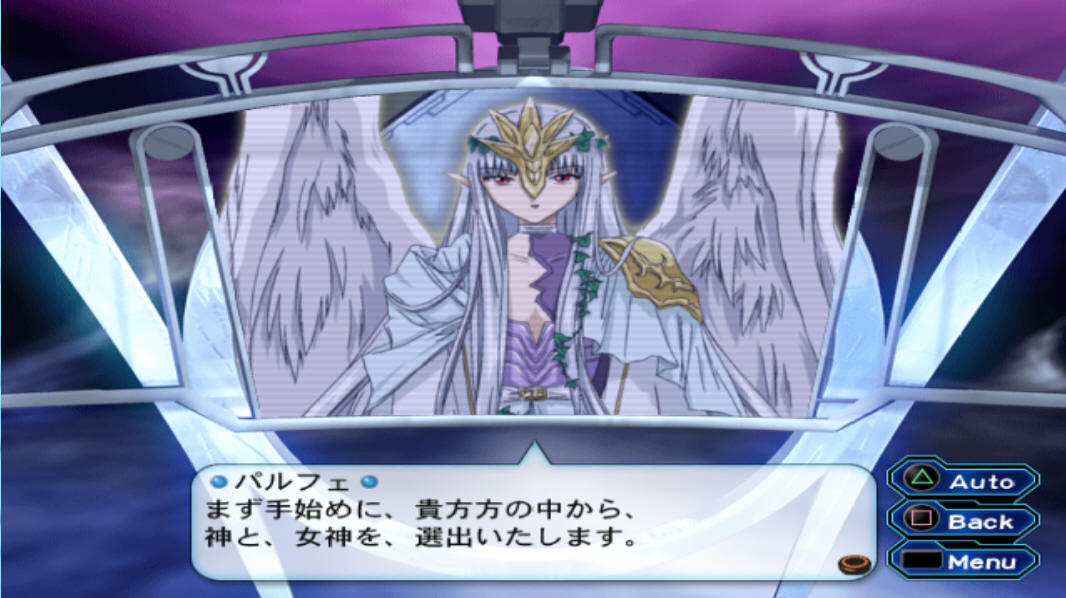 パルフェ
まず手始めに、貴方方の中から、
神と、女神を、選出いたします。
Auto
Back
Menu